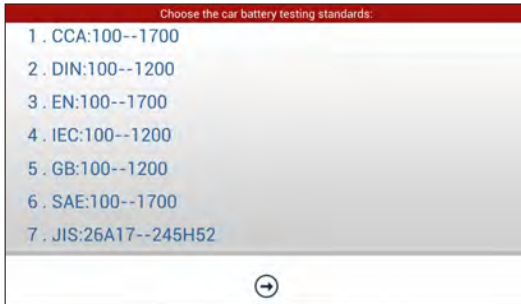 Choose the car battery testing standards:
1 . CCA:100--1700
2 . DIN:100--1200
3 . EN:100--1700
4 . IEC:100--1200
5 . GB:100--1200
6 . SAE:100--1700
7 . JIS:26A17--245H52